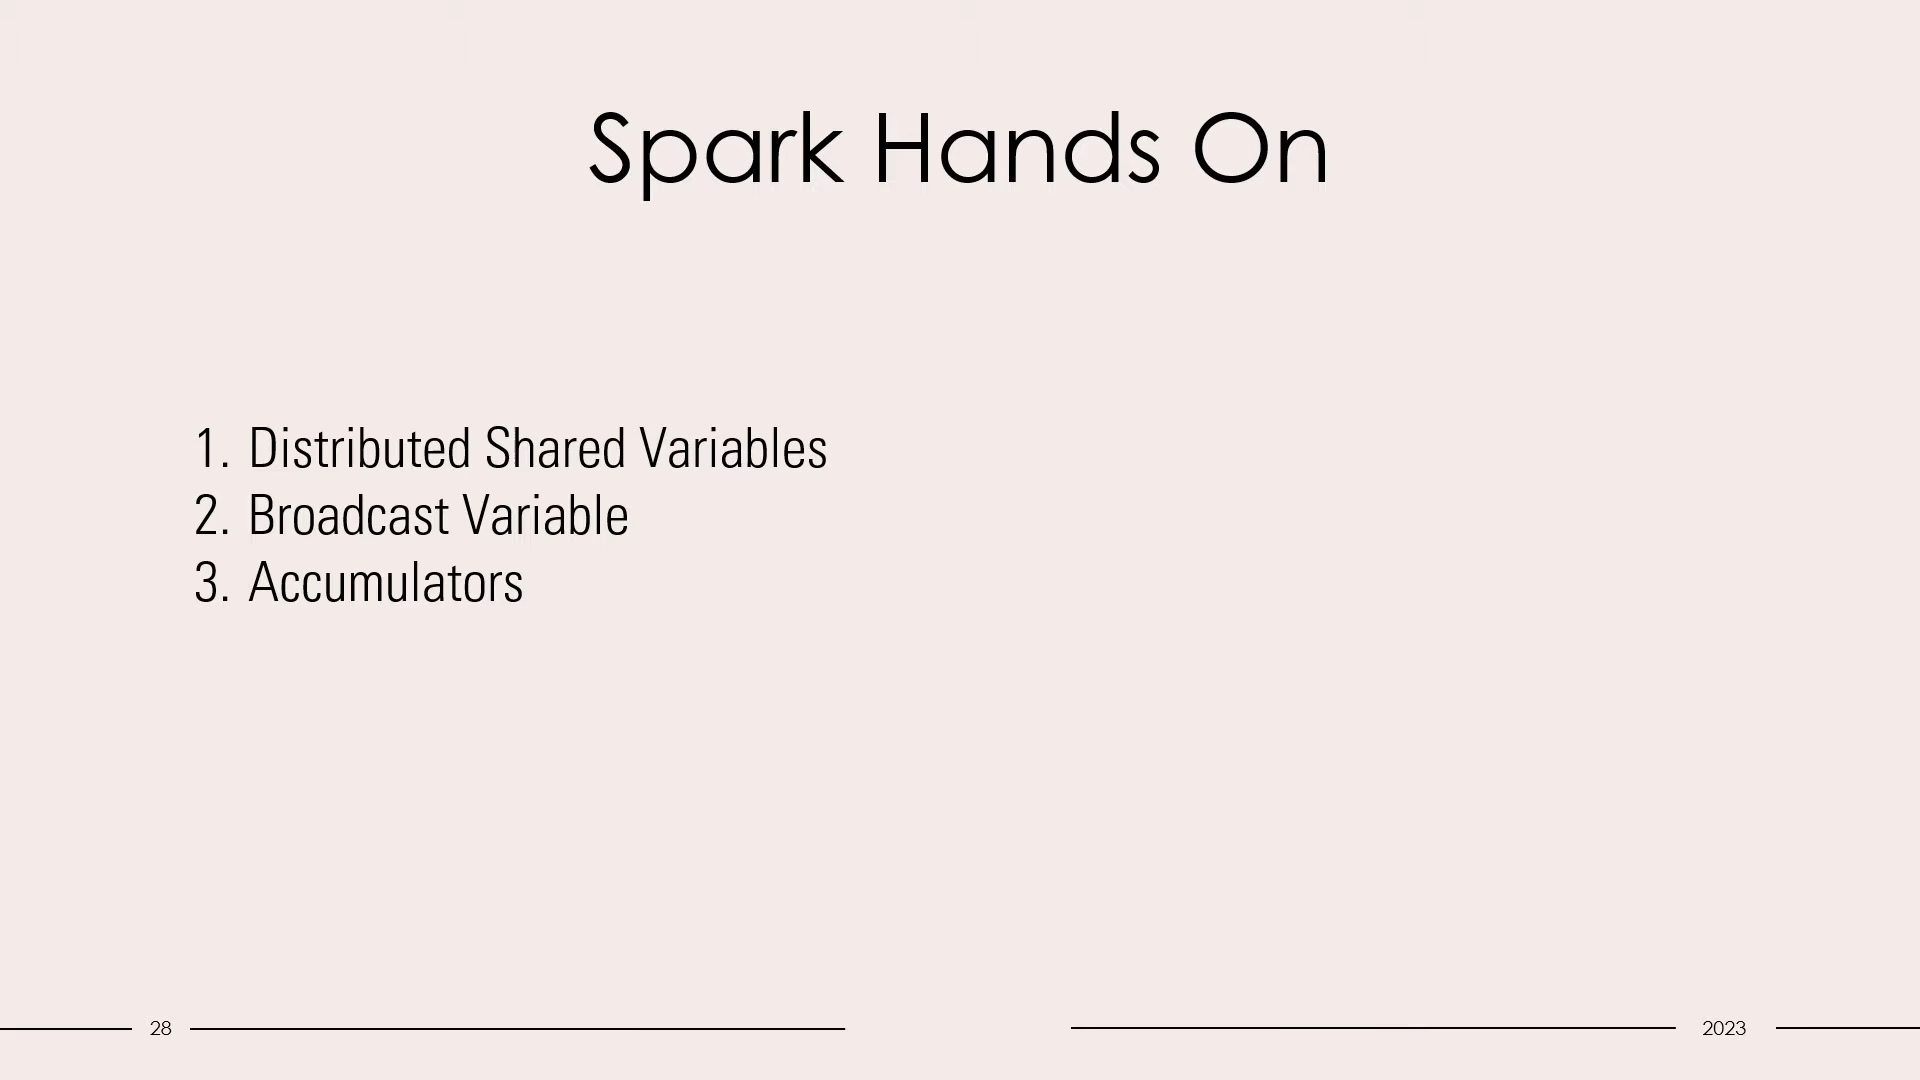 Spark Hands On
1. Distributed Shared Variables
2. Broadcast Variable
3. Accumulators
28
2023